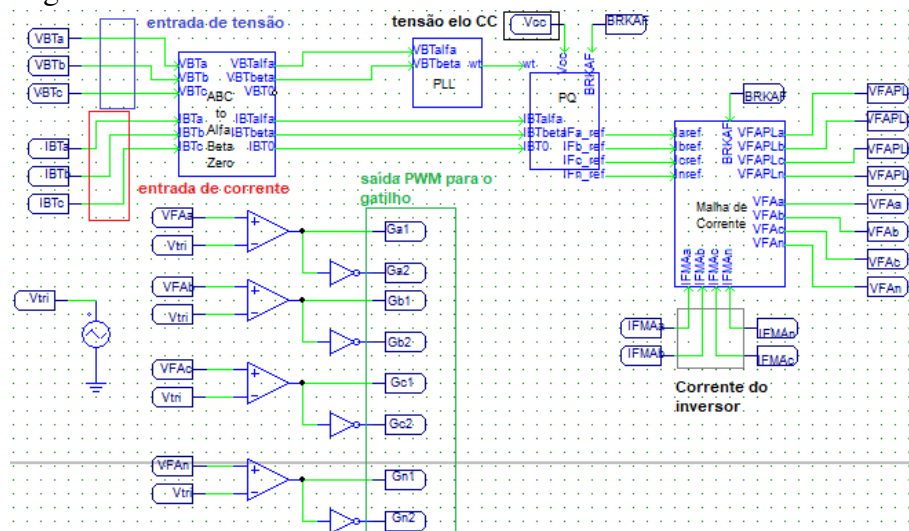 entrada de tensão
tensão elo CC
Vcc
BRKAF
VBTa
VBTb
VBTc
VBTa
VBTb
VBTc
VBTalfa
VBTbeta
VBT0
ABC
to
Alfa
Beta
Zero
IBTa
IBTb
IBTc
IBTalfa
IBTbeta
IBT0
VBTalfa
VBTbeta
wt
PLL
wt
Vcc
BRKAF
PQ
IBTalfa
IBTbeta
IBT0
IFa_ref
IFb_ref
IFc_ref
IFn_ref
BRKAF
BRKAF
Iaref
Ibref
Icref
Inref
VFAPLa
VFAPLb
VFAPLc
VFAPLn
Malha de
Corrente
VFAa
VFAb
VFAc
VFAn
IFMAa
IFMAb
IFMAc
IFMAn
VFAPL
VFAPL
VFAPL
VFAPL
VFAa
VFAb
VFAc
VFAn
IBTa
IBTb
IBTc
entrada de corrente
saída PWM para o
gatilho
VFAa
Vtri
Ga1
Ga2
VFAb
Vtri
Gb1
Gb2
Vtri
VFAc
Vtri
Gc1
Gc2
VFAn
Vtri
Gn1
Gn2
IFMAa
IFMAb
IFMAn
IFMAc
Corrente do
inversor